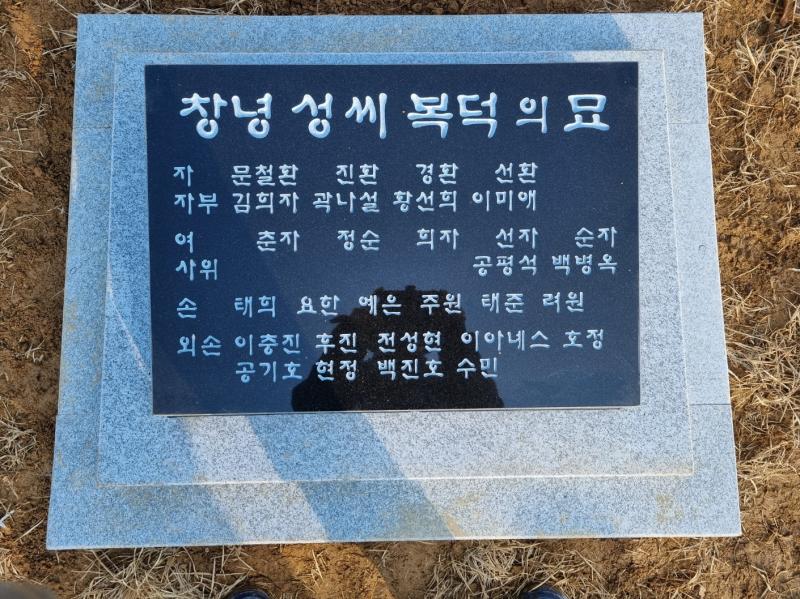 창녕 성씨 복덕의 묘
자 문철환 진환 경환 선환
자부 김희자 곽나설 황선희 이미애
여 춘자 정순 희자 선자 순자
사위 공평석 백병옥
손 태희 요한 예은 주원 태준 려원
외손 이충진 후진 전성현 이아네스 호정
공기호 현정 백진호 수민